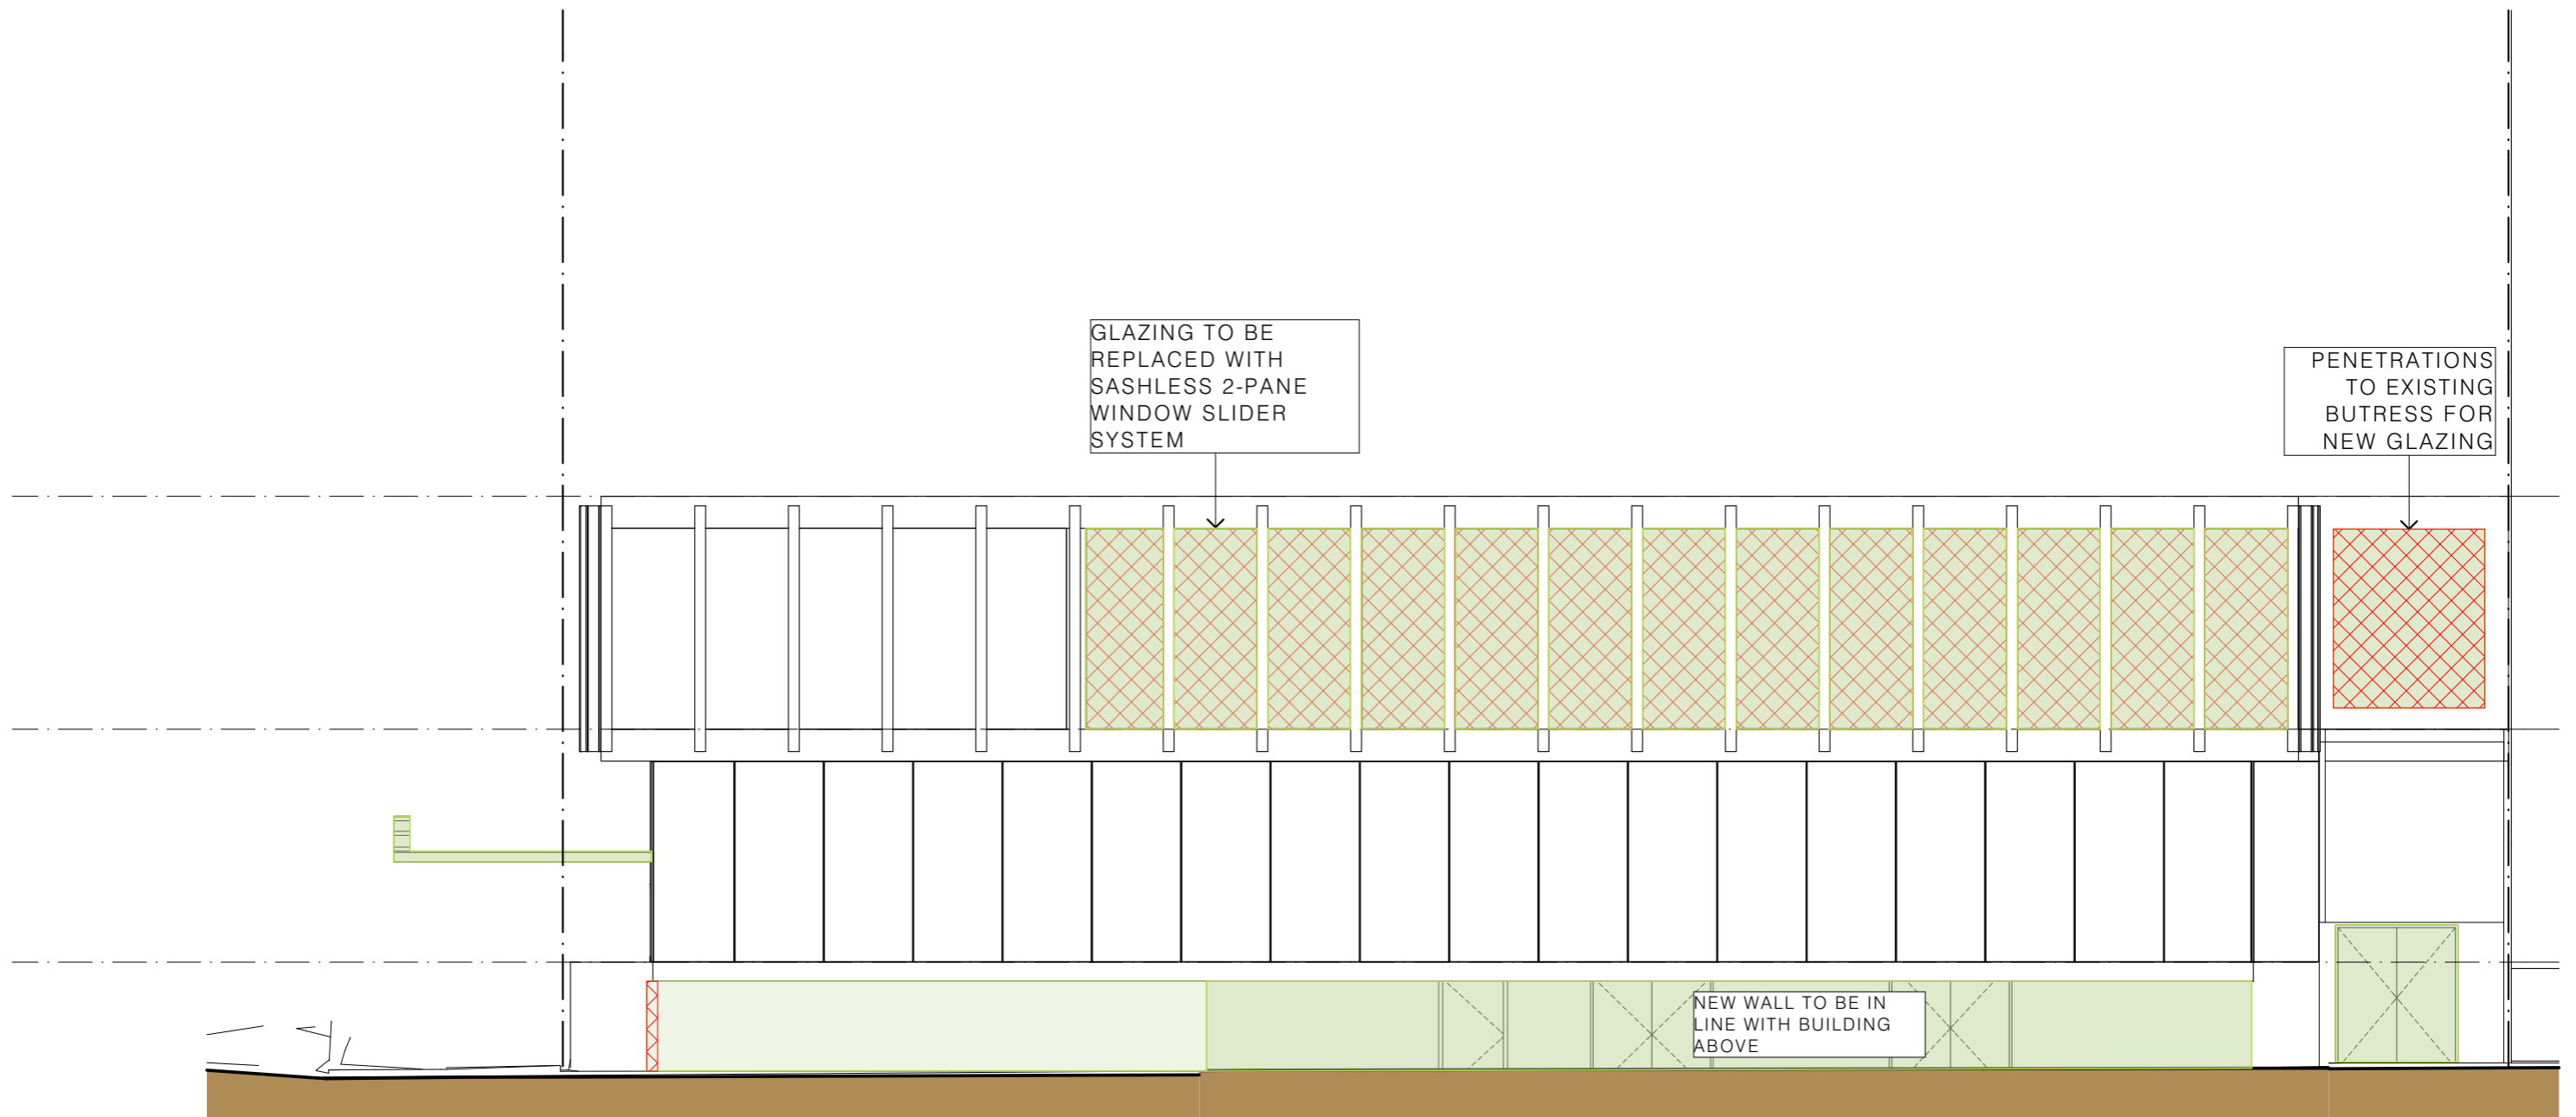 GLAZING TO BE
REPLACED WITH
SASHLESS 2-PANE
WINDOW SLIDER
SYSTEM
PENETRATIONS
TO EXISTING
BUTRESS FOR
NEW GLAZING
NEW WALL TO BE IN
LINE WITH BUILDING
ABOVE